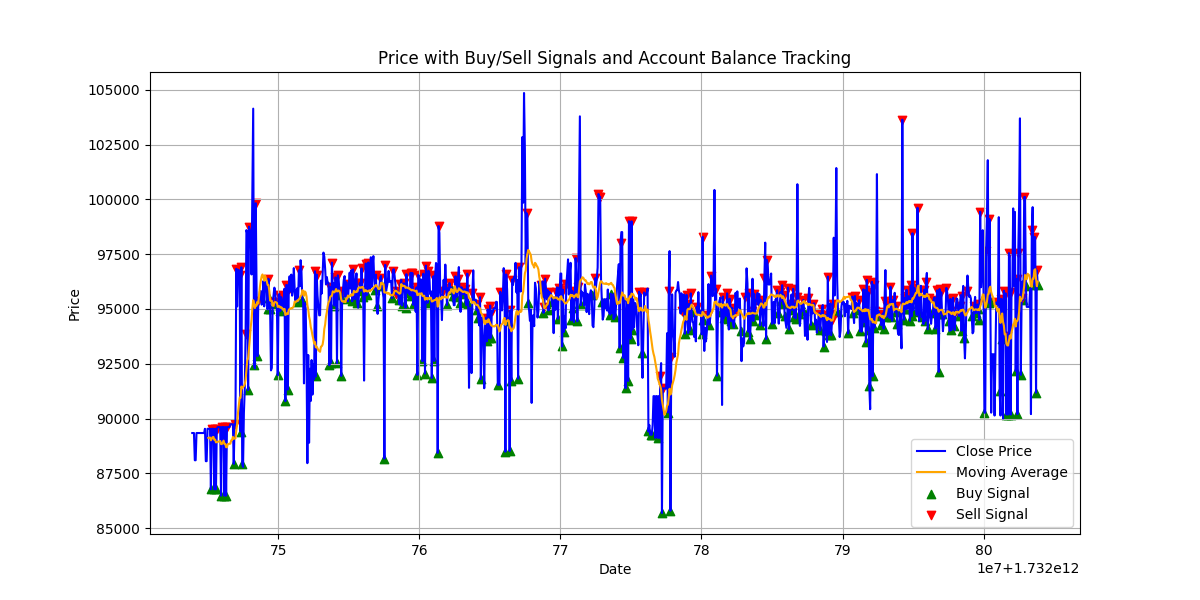 Price with Buy/Sell Signals and Account Balance Tracking
105000
102500
100000
97500
95000
92500
90000
87500
85000
Price
Close Price
Moving Average
Buy Signal
Sell Signal
75 76 77 78 79 80
Date
1e7+1.732e12